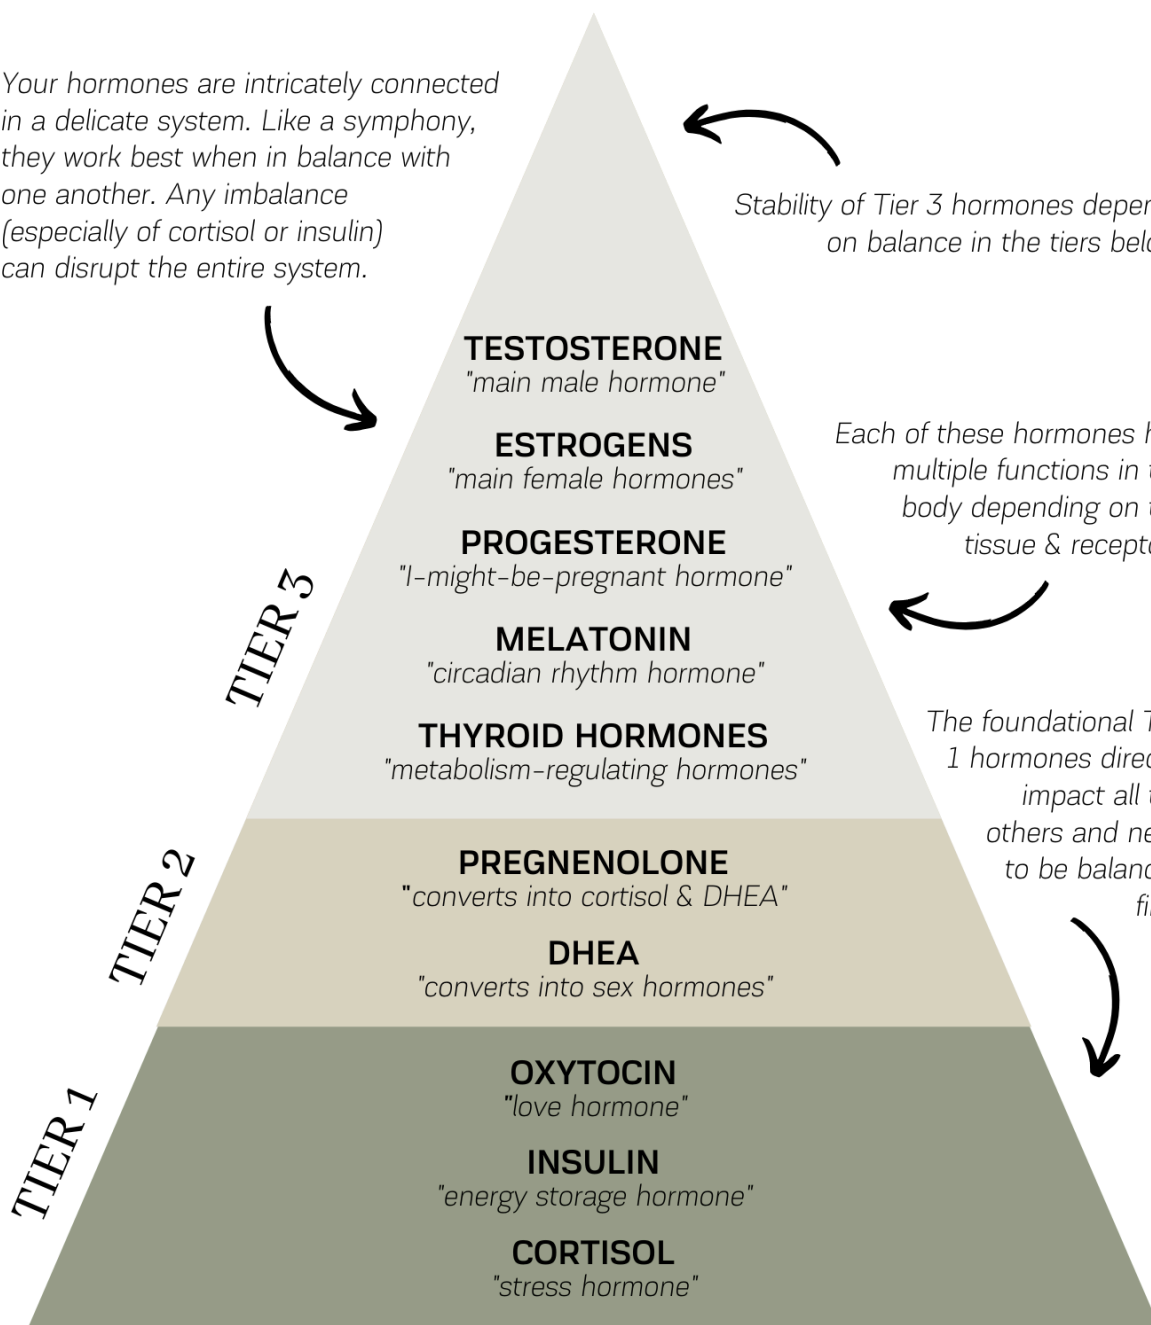 Your hormones are intricately connected
in a delicate system. Like a symphony,
they work best when in balance with
one another. Any imbalance
(especially of cortisol or insulin)
can disrupt the entire system.
Stability of Tier 3 hormones
on balance in the tiers
TESTOSTERONE
"main male hormone"
ESTROGENS
"main female hormones"
Each of these hormones
multiple functions in
body depending on
tissue &
PROGESTERONE
"I-might-be-pregnant hormone"
MELATONIN
"circadian rhythm hormone"
THYROID HORMONES
"metabolism-regulating hormones"
TIER 3
The foundational
1 hormones
impact all
others and
to be
PREGNENOLONE
"converts into cortisol & DHEA"
DHEA
"converts into sex hormones"
TIER 2
OXYTOCIN
"love hormone"
INSULIN
"energy storage hormone"
CORTISOL
"stress hormone"
TIER 1